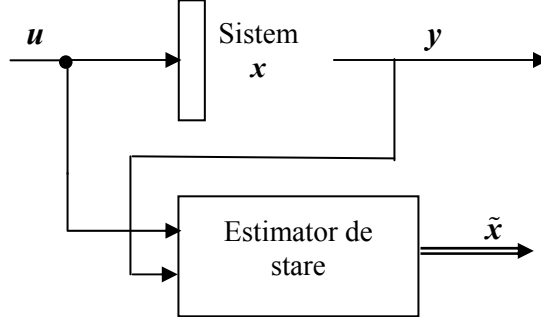 u
Sistem
x
y
Estimator de
stare
x̃